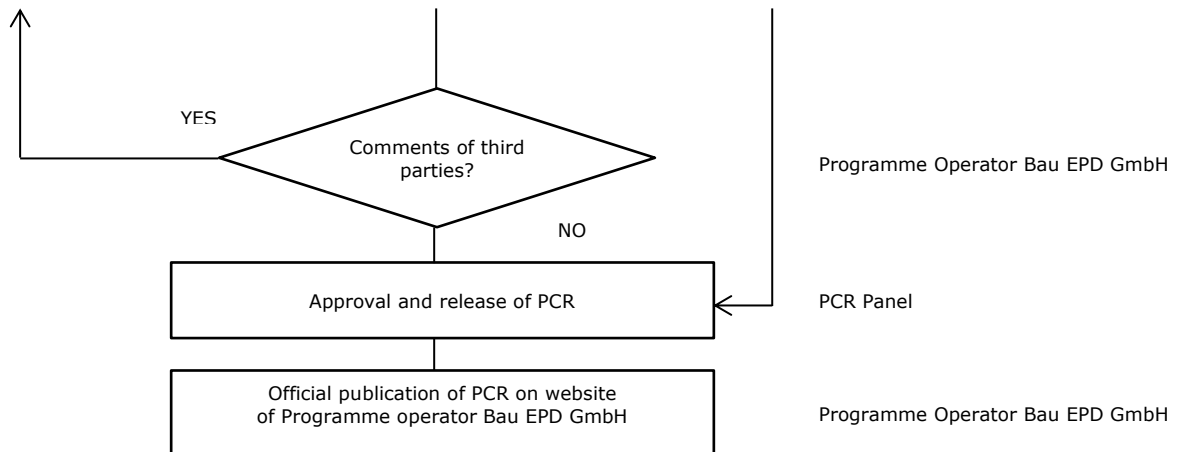 YES
Comments of third
parties?
Programme Operator Bau EPD GmbH
NO
Approval and release of PCR
PCR Panel
Official publication of PCR on website
of Programme operator Bau EPD GmbH
Programme Operator Bau EPD GmbH